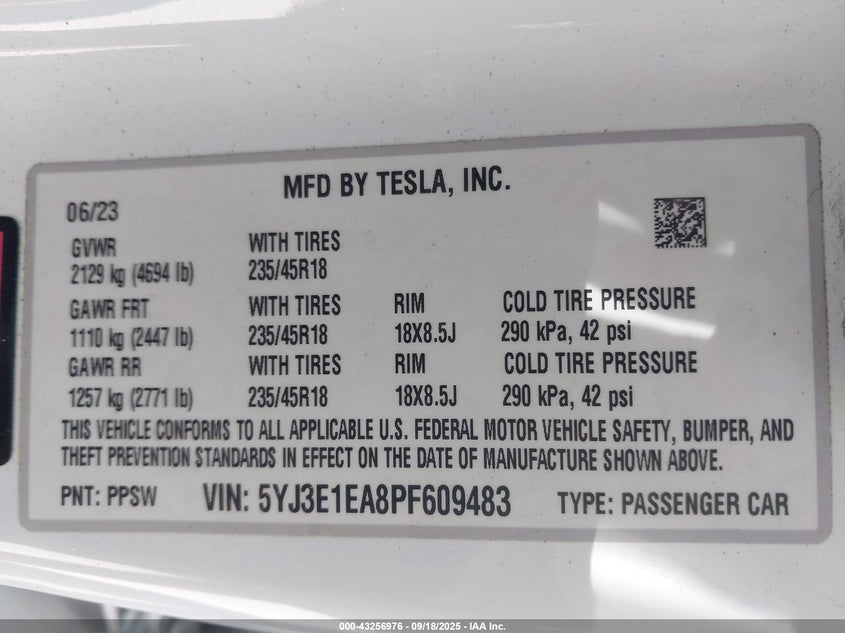 MFD BY TESLA, INC.
06/23
GVWR WITH TIRES
2129 kg (4694 lb) 235/45R18
GAWR FRT WITH TIRES RIM COLD TIRE PRESSURE
1110 kg (2447 lb) 235/45R18 18X8.5J 290 kPa, 42 psi
GAWR RR WITH TIRES RIM COLD TIRE PRESSURE
1257 kg (2771 lb) 235/45R18 18X8.5J 290 kPa, 42 psi
THIS VEHICLE CONFORMS TO ALL APPLICABLE U.S. FEDERAL MOTOR VEHICLE SAFETY, BUMPER, AND
THEFT PREVENTION STANDARDS IN EFFECT ON THE DATE OF MANUFACTURE SHOWN ABOVE.
PNT: PPSW VIN: 5YJ3E1EA8PF609483 TYPE: PASSENGER CAR
000-43256976 - 09/18/2025 - IAA Inc.